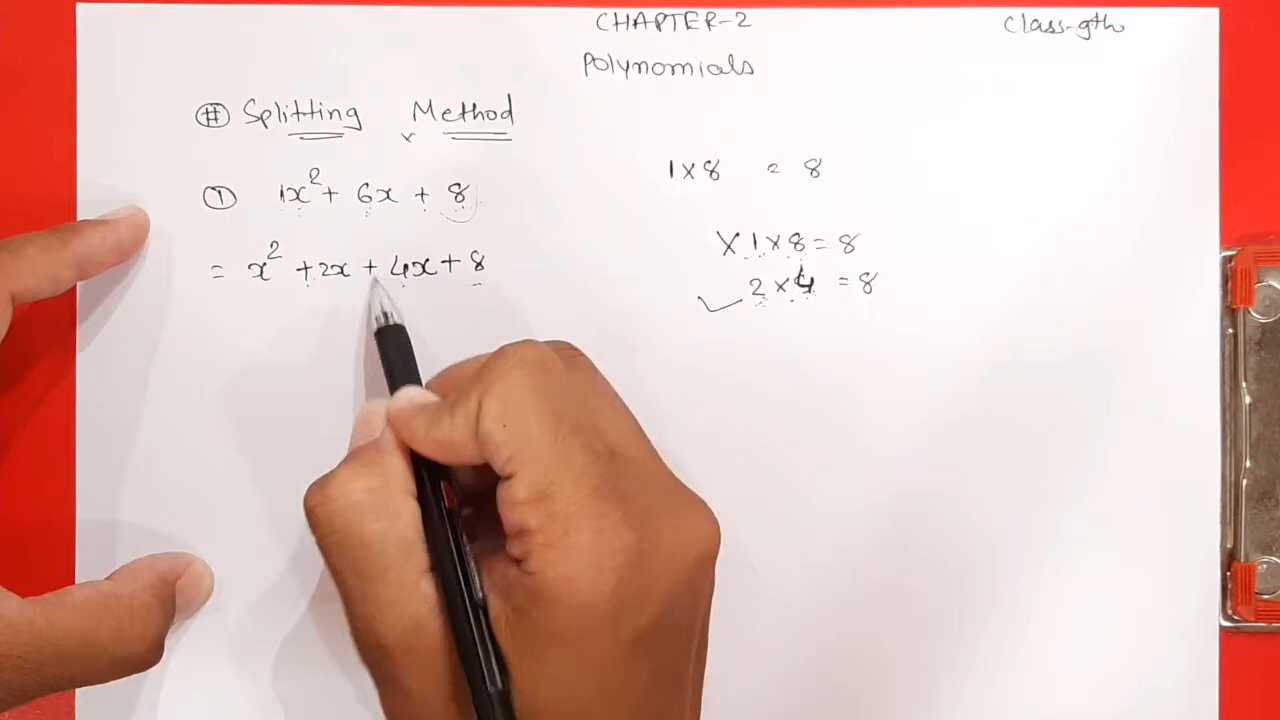 CHAPTER-2
Class-9th
Polynomials
# Splitting Method
① 1x² + 6x + 8
= x² + 2x + 4x + 8
1 x 8 = 8
X 1 x 8 = 8
✓ 2 x 4 = 8